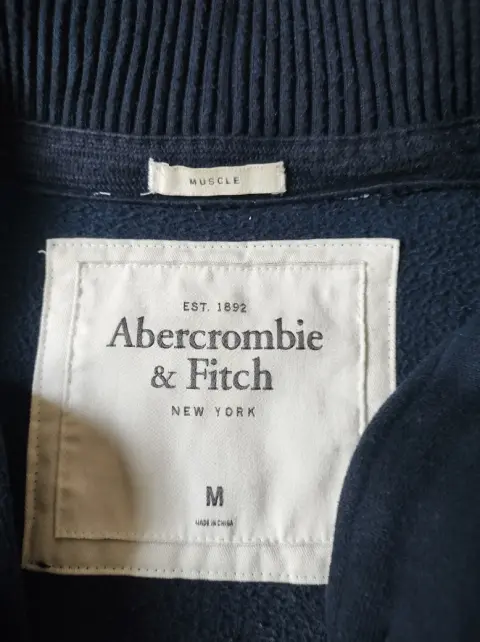 MUSCLE
EST. 1892
Abercrombie
& Fitch
NEW YORK
M
MADE IN CHINA